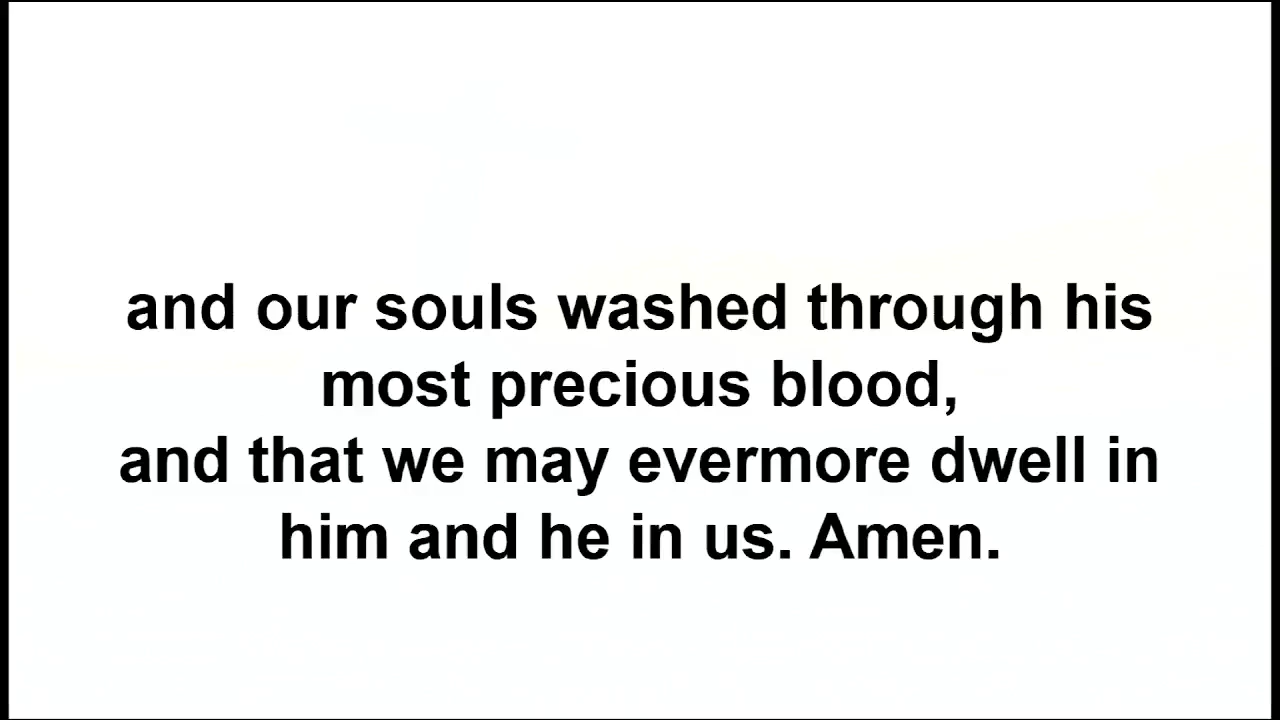 and our souls washed through his
most precious blood,
and that we may evermore dwell in
him and he in us. Amen.